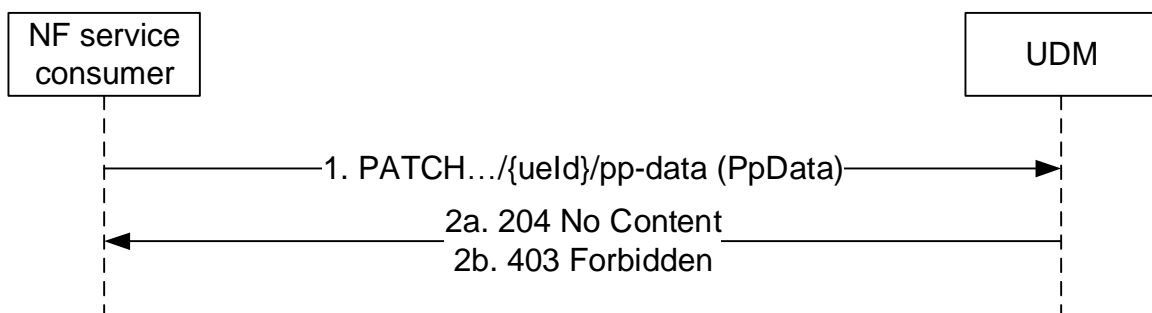 NF service
consumer
UDM
1. PATCH…/{ueId}/pp-data (PpData)
2a. 204 No Content
2b. 403 Forbidden